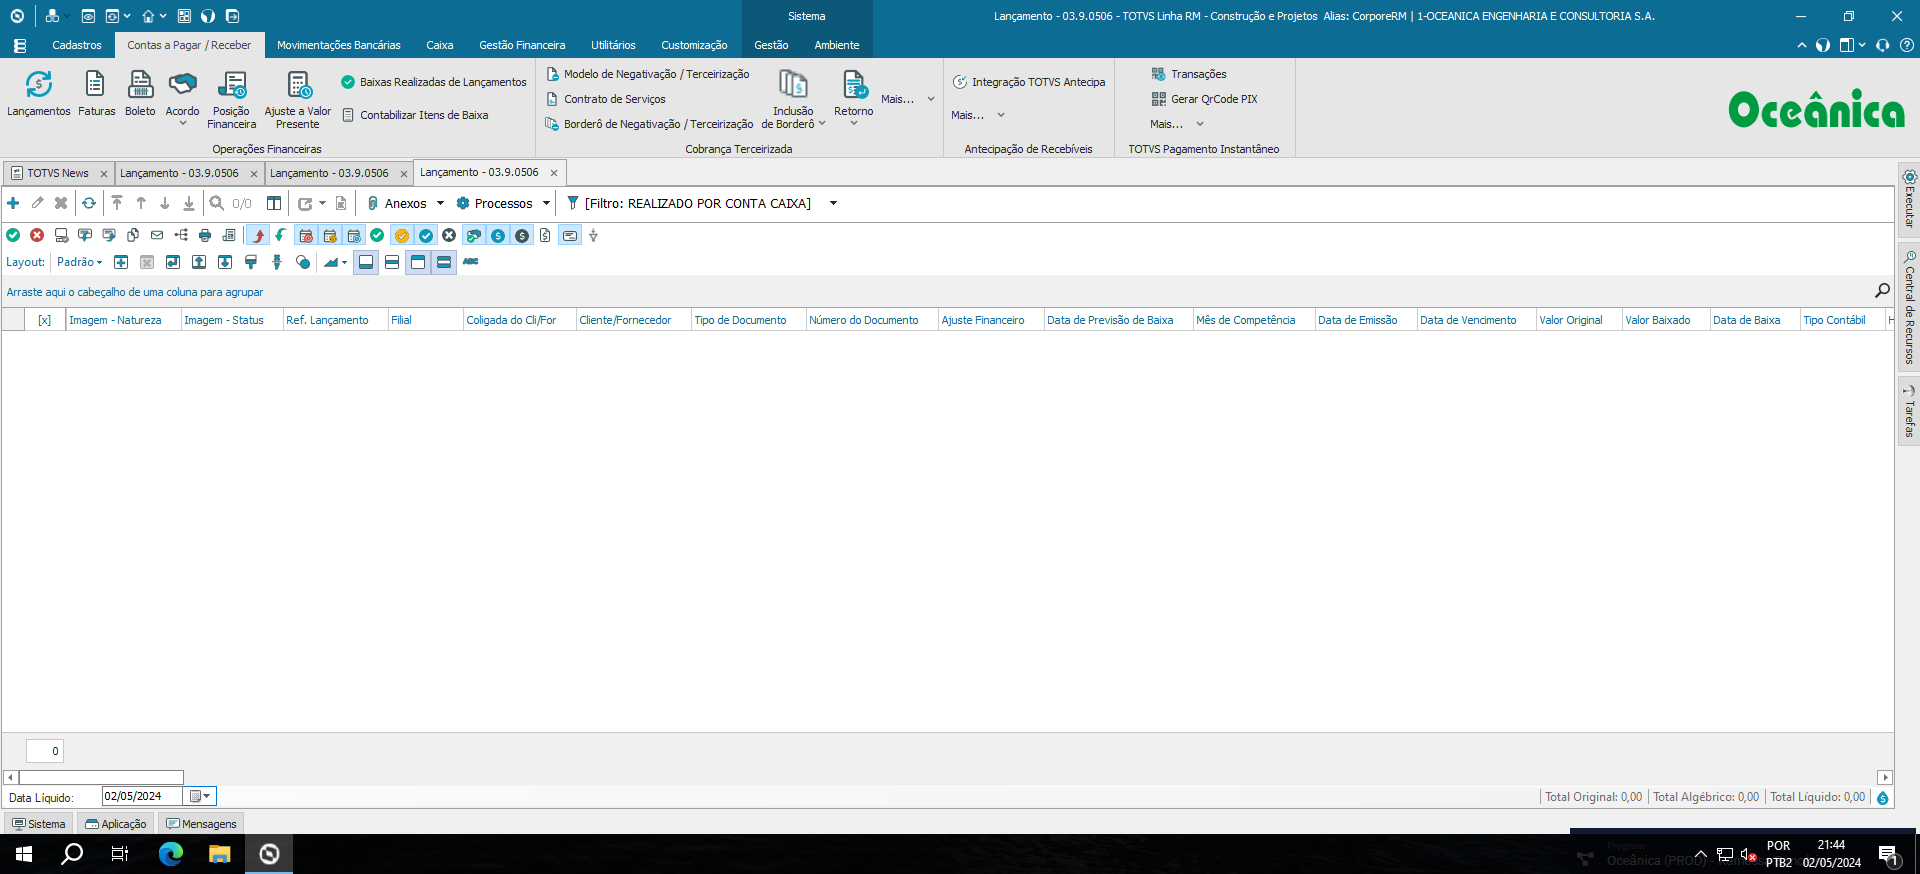 Sistema
Lançamento - 03.9.0506 - TOTVS Linha RM - Construção e Projetos  Alias: CorporeRM | 1-OCEANICA ENGENHARIA E CONSULTORIA S.A.
Cadastros
Contas a Pagar / Receber
Movimentações Bancárias
Caixa
Gestão Financeira
Utilitários
Customização
Gestão
Ambiente
Lançamentos
Faturas
Boleto
Acordo
Posição
Financeira
Ajuste a Valor
Presente
Baixas Realizadas de Lançamentos
Contabilizar Itens de Baixa
Operações Financeiras
Modelo de Negativação / Terceirização
Contrato de Serviços
Borderô de Negativação / Terceirização
Inclusão
de Borderô
Retorno
Mais...
Cobrança Terceirizada
Integração TOTVS Antecipa
Mais...
Antecipação de Recebíveis
Transações
Gerar QrCode PIX
Mais...
TOTVS Pagamento Instantâneo
Oceânica
TOTVS News
Lançamento - 03.9.0506
Lançamento - 03.9.0506
Lançamento - 03.9.0506
0/0
Anexos
Processos
[Filtro: REALIZADO POR CONTA CAIXA]
Layout:
Padrão
ABC
Arraste aqui o cabeçalho de uma coluna para agrupar
[x]
Imagem - Natureza
Imagem - Status
Ref. Lançamento
Filial
Coligada do Cli/For
Cliente/Fornecedor
Tipo de Documento
Número do Documento
Ajuste Financeiro
Data de Previsão de Baixa
Mês de Competência
Data de Emissão
Data de Vencimento
Valor Original
Valor Baixado
Data de Baixa
Tipo Contábil
H
Executar
Central de Recursos
Tarefas
0
Data Líquido:
02/05/2024
Total Original: 0,00
Total Algébrico: 0,00
Total Líquido: 0,00
Sistema
Aplicação
Mensagens
Program
Oceânica (PROD)
POR
PTB2
21:44
02/05/2024
1